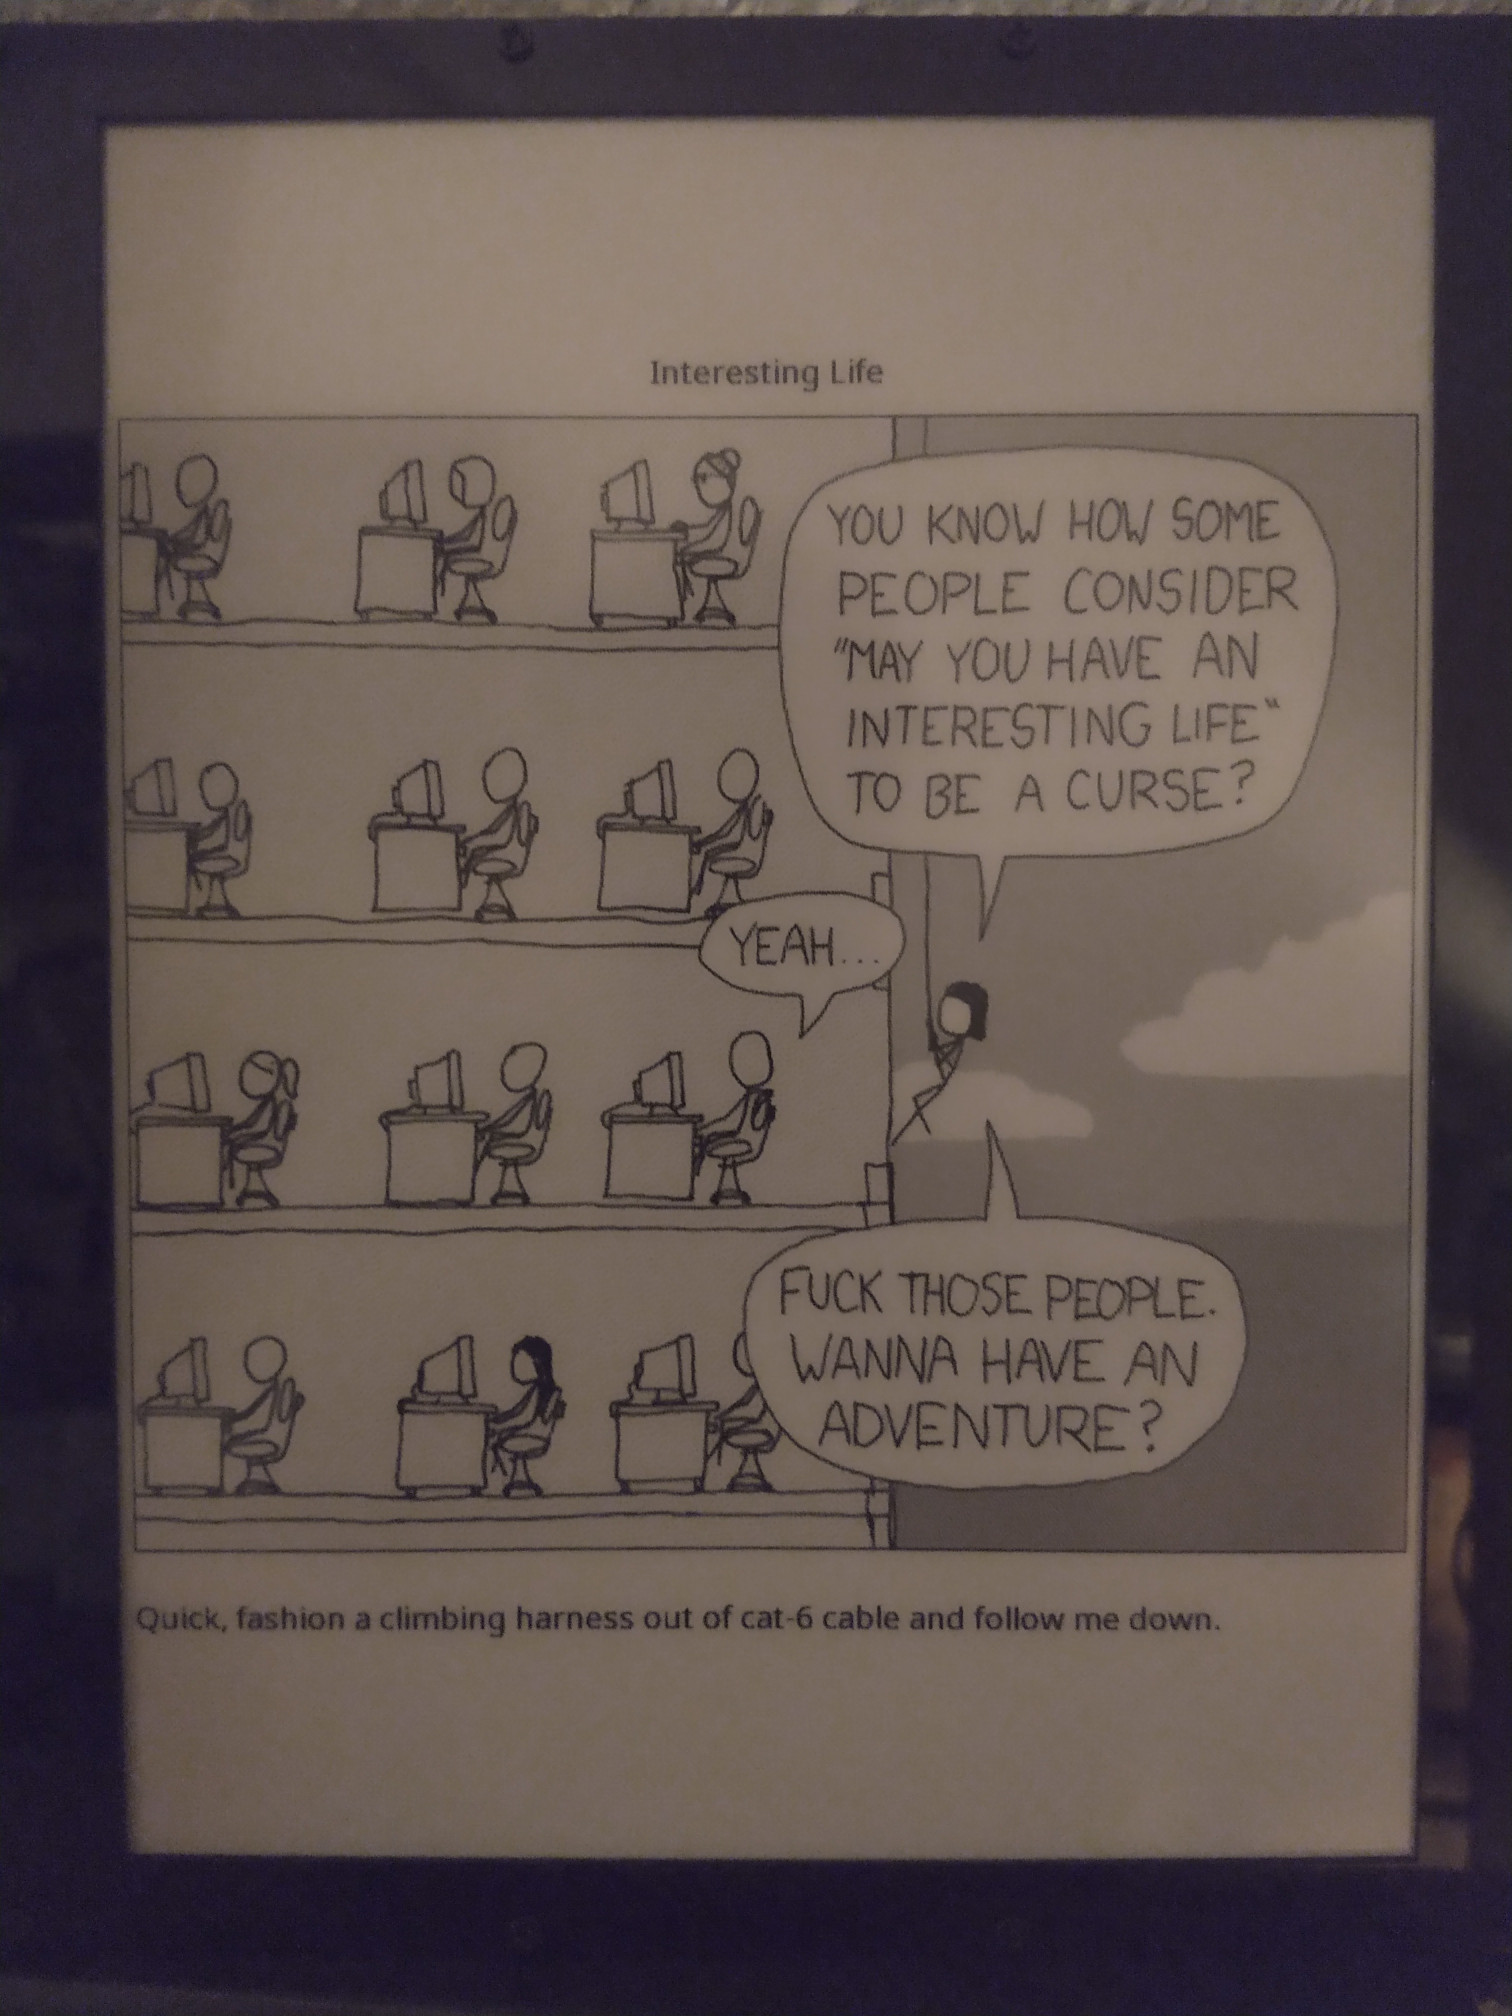 Interesting Life
YOU KNOW HOW SOME
PEOPLE CONSIDER
"MAY YOU HAVE AN
INTERESTING LIFE"
TO BE A CURSE?
YEAH...
FUCK THOSE PEOPLE.
WANNA HAVE AN
ADVENTURE?
Quick, fashion a climbing harness out of cat-6 cable and follow me down.